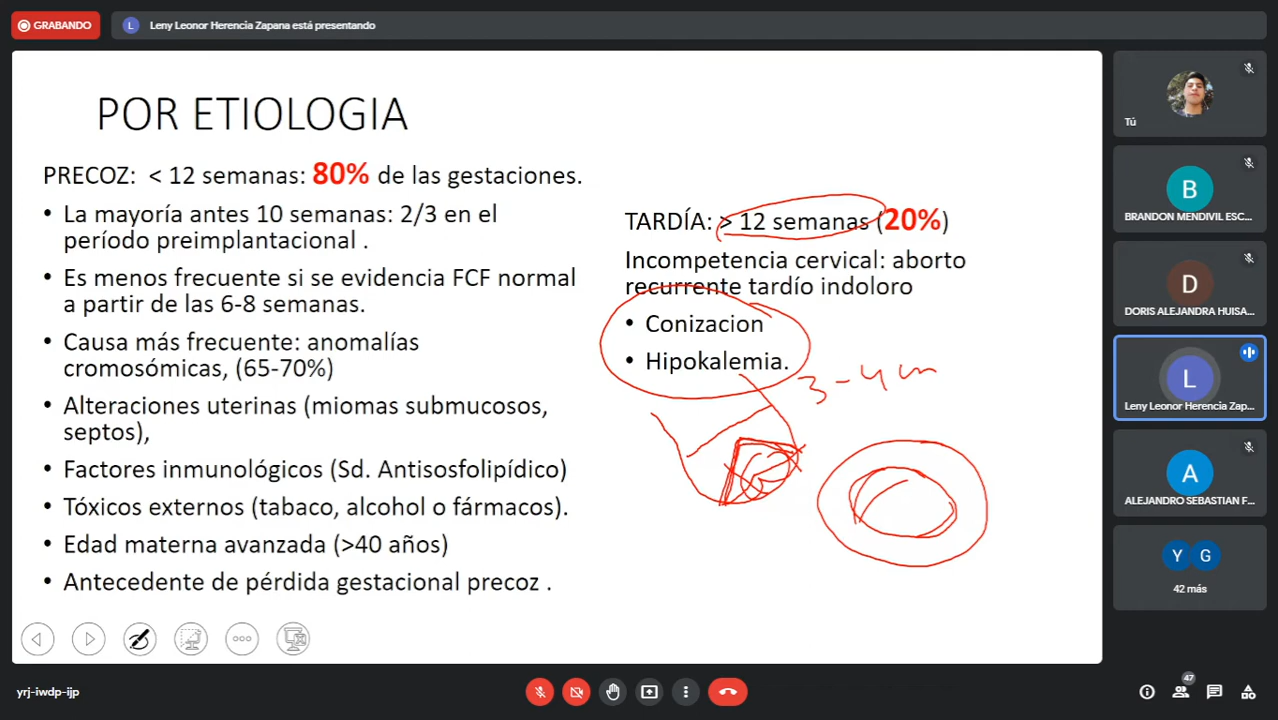 GRABANDO
L
Leny Leonor Herencia Zapana está presentando
POR ETIOLOGIA
PRECOZ: < 12 semanas: 80% de las gestaciones.
• La mayoría antes 10 semanas: 2/3 en el
período preimplantacional .
• Es menos frecuente si se evidencia FCF normal
a partir de las 6-8 semanas.
• Causa más frecuente: anomalías
cromosómicas, (65-70%)
• Alteraciones uterinas (miomas submucosos,
septos),
• Factores inmunológicos (Sd. Antisosfolipídico)
• Tóxicos externos (tabaco, alcohol o fármacos).
• Edad materna avanzada (>40 años)
• Antecedente de pérdida gestacional precoz .
TARDÍA: > 12 semanas (20%)
Incompetencia cervical: aborto
recurrente tardío indoloro
• Conizacion
• Hipokalemia.
3-4 cm
Tú
B
BRANDON MENDIVIL ESC...
D
DORIS ALEJANDRA HUISA...
L
Leny Leonor Herencia Zap...
A
ALEJANDRO SEBASTIAN F...
Y G
42 más
yrj-iwdp-ijp
47